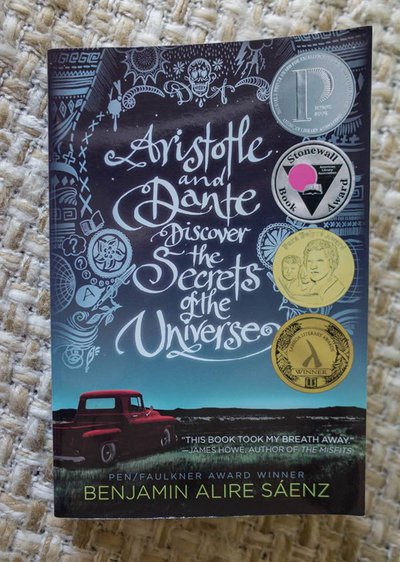 Aristotle
and
Dante
Discover
the
Secrets
of the
Universe
P
Stonewall
Book
Award
WINNER
"THIS BOOK TOOK MY BREATH AWAY."
—JAMES HOWE, AUTHOR OF THE MISFITS
PEN/FAULKNER AWARD WINNER
BENJAMIN ALIRE SÁENZ